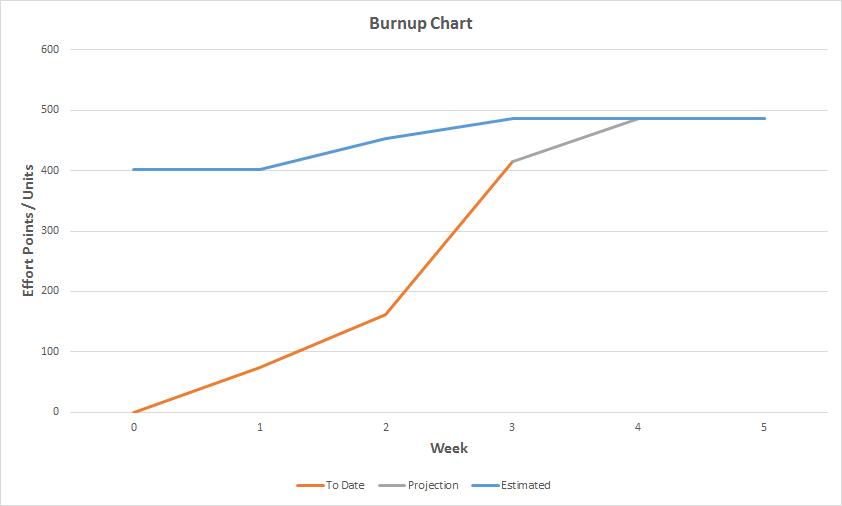 Burnup Chart
600
500
400
300
200
100
0
Effort Points/ Units
0 1 2 3 4 5
Week
To Date Projection Estimated